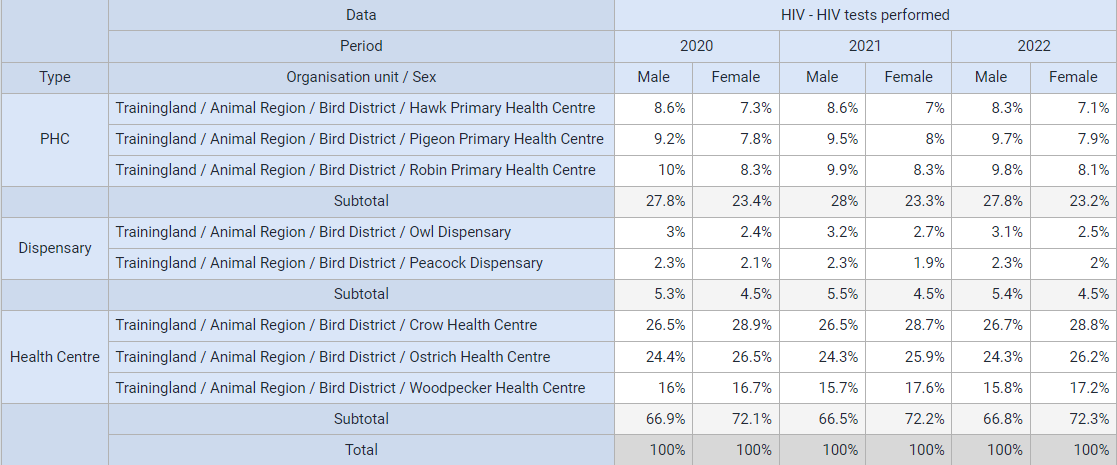 Data HIV - HIV tests performed
Period 2020 2021 2022
Type Organisation unit / Sex Male Female Male Female Male Female
Trainingland / Animal Region / Bird District / Hawk Primary Health Centre 8.6% 7.3% 8.6% 7% 8.3% 7.1%
PHC Trainingland / Animal Region / Bird District / Pigeon Primary Health Centre 9.2% 7.8% 9.5% 8% 9.7% 7.9%
Trainingland / Animal Region / Bird District / Robin Primary Health Centre 10% 8.3% 9.9% 8.3% 9.8% 8.1%
Subtotal 27.8% 23.4% 28% 23.3% 27.8% 23.2%
Dispensary Trainingland / Animal Region / Bird District / Owl Dispensary 3% 2.4% 3.2% 2.7% 3.1% 2.5%
Trainingland / Animal Region / Bird District / Peacock Dispensary 2.3% 2.1% 2.3% 1.9% 2.3% 2%
Subtotal 5.3% 4.5% 5.5% 4.5% 5.4% 4.5%
Trainingland / Animal Region / Bird District / Crow Health Centre 26.5% 28.9% 26.5% 28.7% 26.7% 28.8%
Health Centre Trainingland / Animal Region / Bird District / Ostrich Health Centre 24.4% 26.5% 24.3% 25.9% 24.3% 26.2%
Trainingland / Animal Region / Bird District / Woodpecker Health Centre 16% 16.7% 15.7% 17.6% 15.8% 17.2%
Subtotal 66.9% 72.1% 66.5% 72.2% 66.8% 72.3%
Total 100% 100% 100% 100% 100% 100%